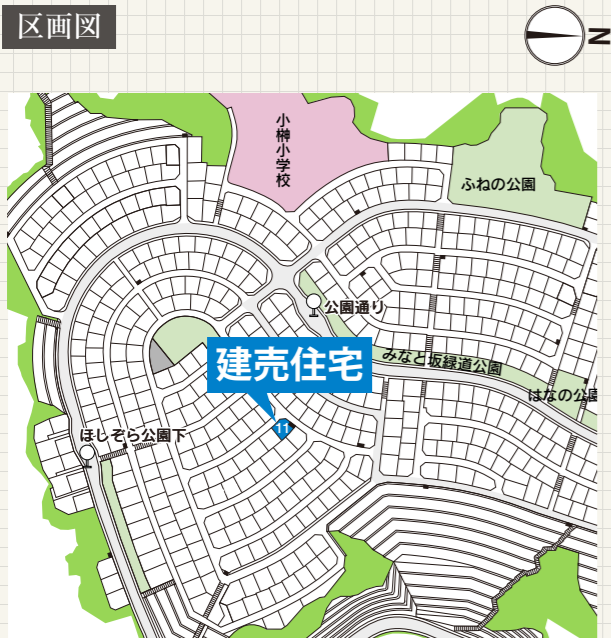 区画図
N
小榊小学校
ふねの公園
公園通り
建売住宅
みなと坂緑道公園
はなの公園
11
ほしぞら公園下